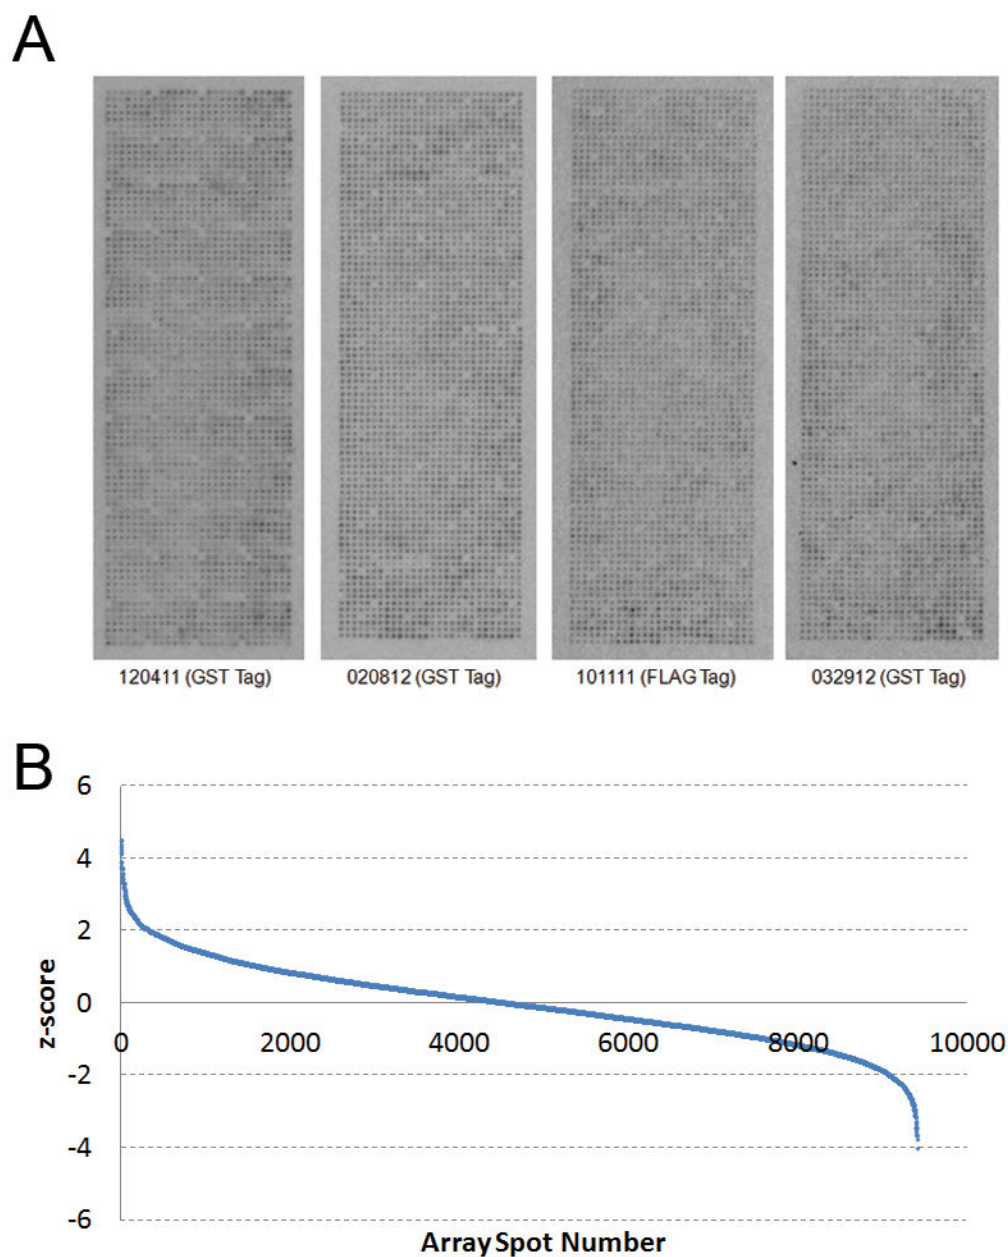 A
120411 (GST Tag) 020812 (GST Tag) 101111 (FLAG Tag) 032912 (GST Tag)
B
6
4
2
0
-2
-4
-6
z-score
0 2000 4000 6000 8000 10000
Array Spot Number